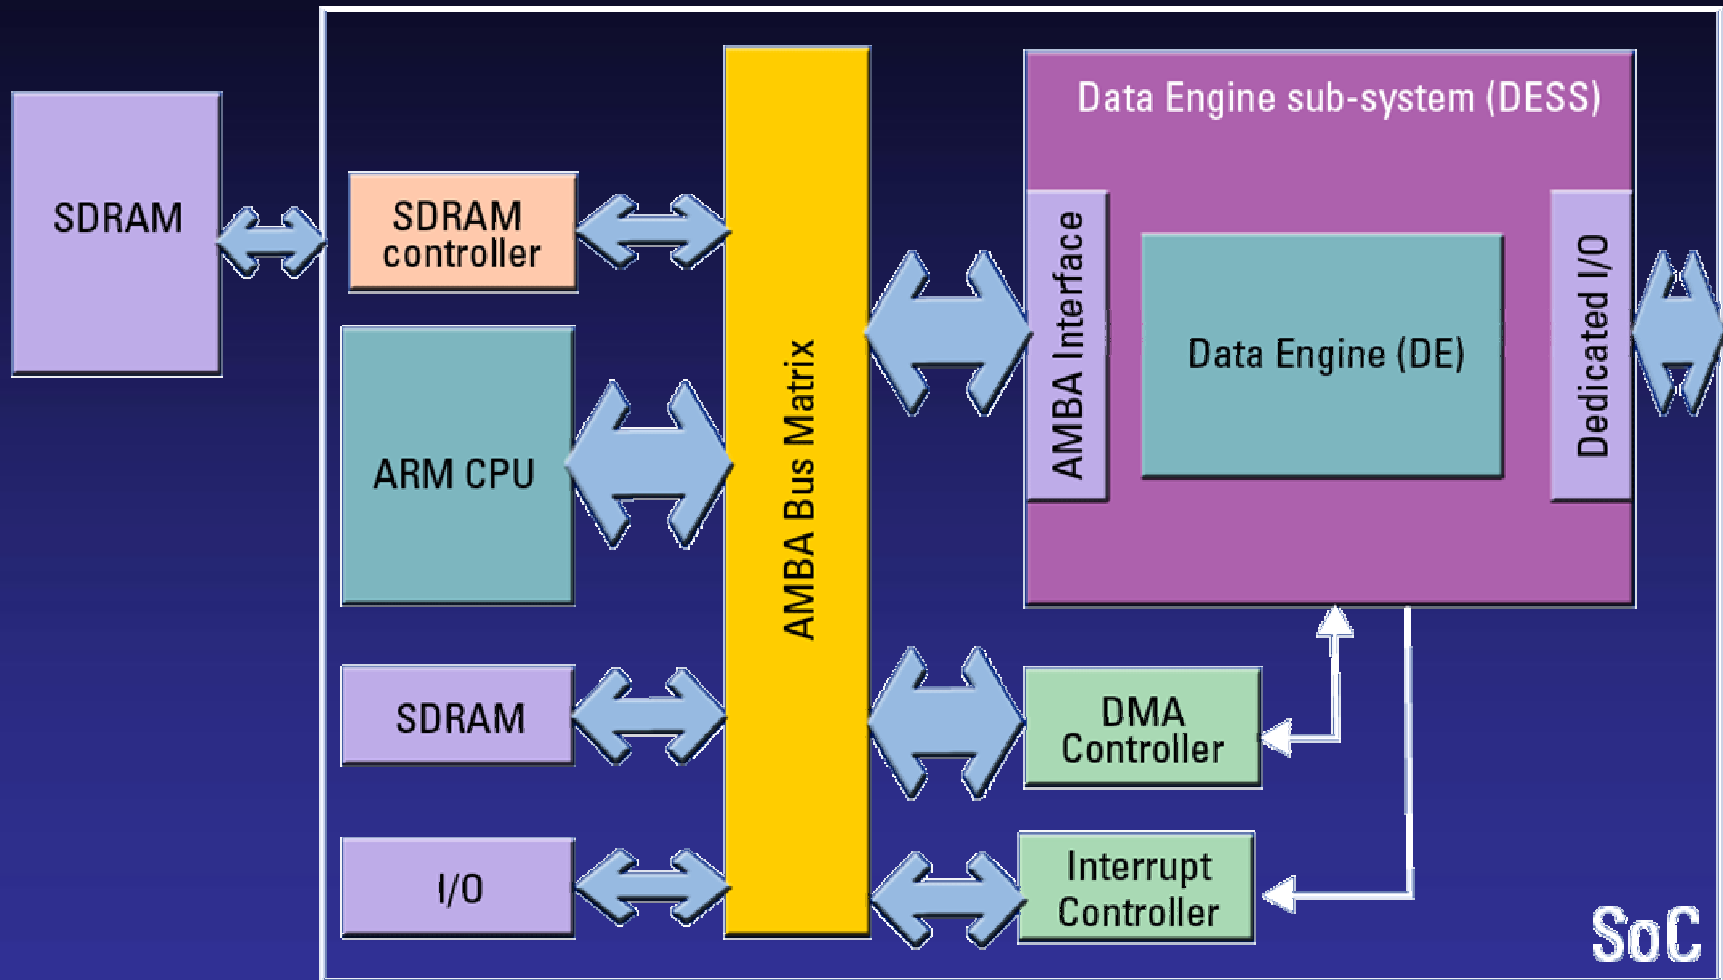 SDRAM
SDRAM
controller
ARM CPU
SDRAM
I/O
AMBA Bus Matrix
Data Engine sub-system (DESS)
AMBA Interface
Data Engine (DE)
Dedicated I/O
DMA
Controller
Interrupt
Controller
SoC